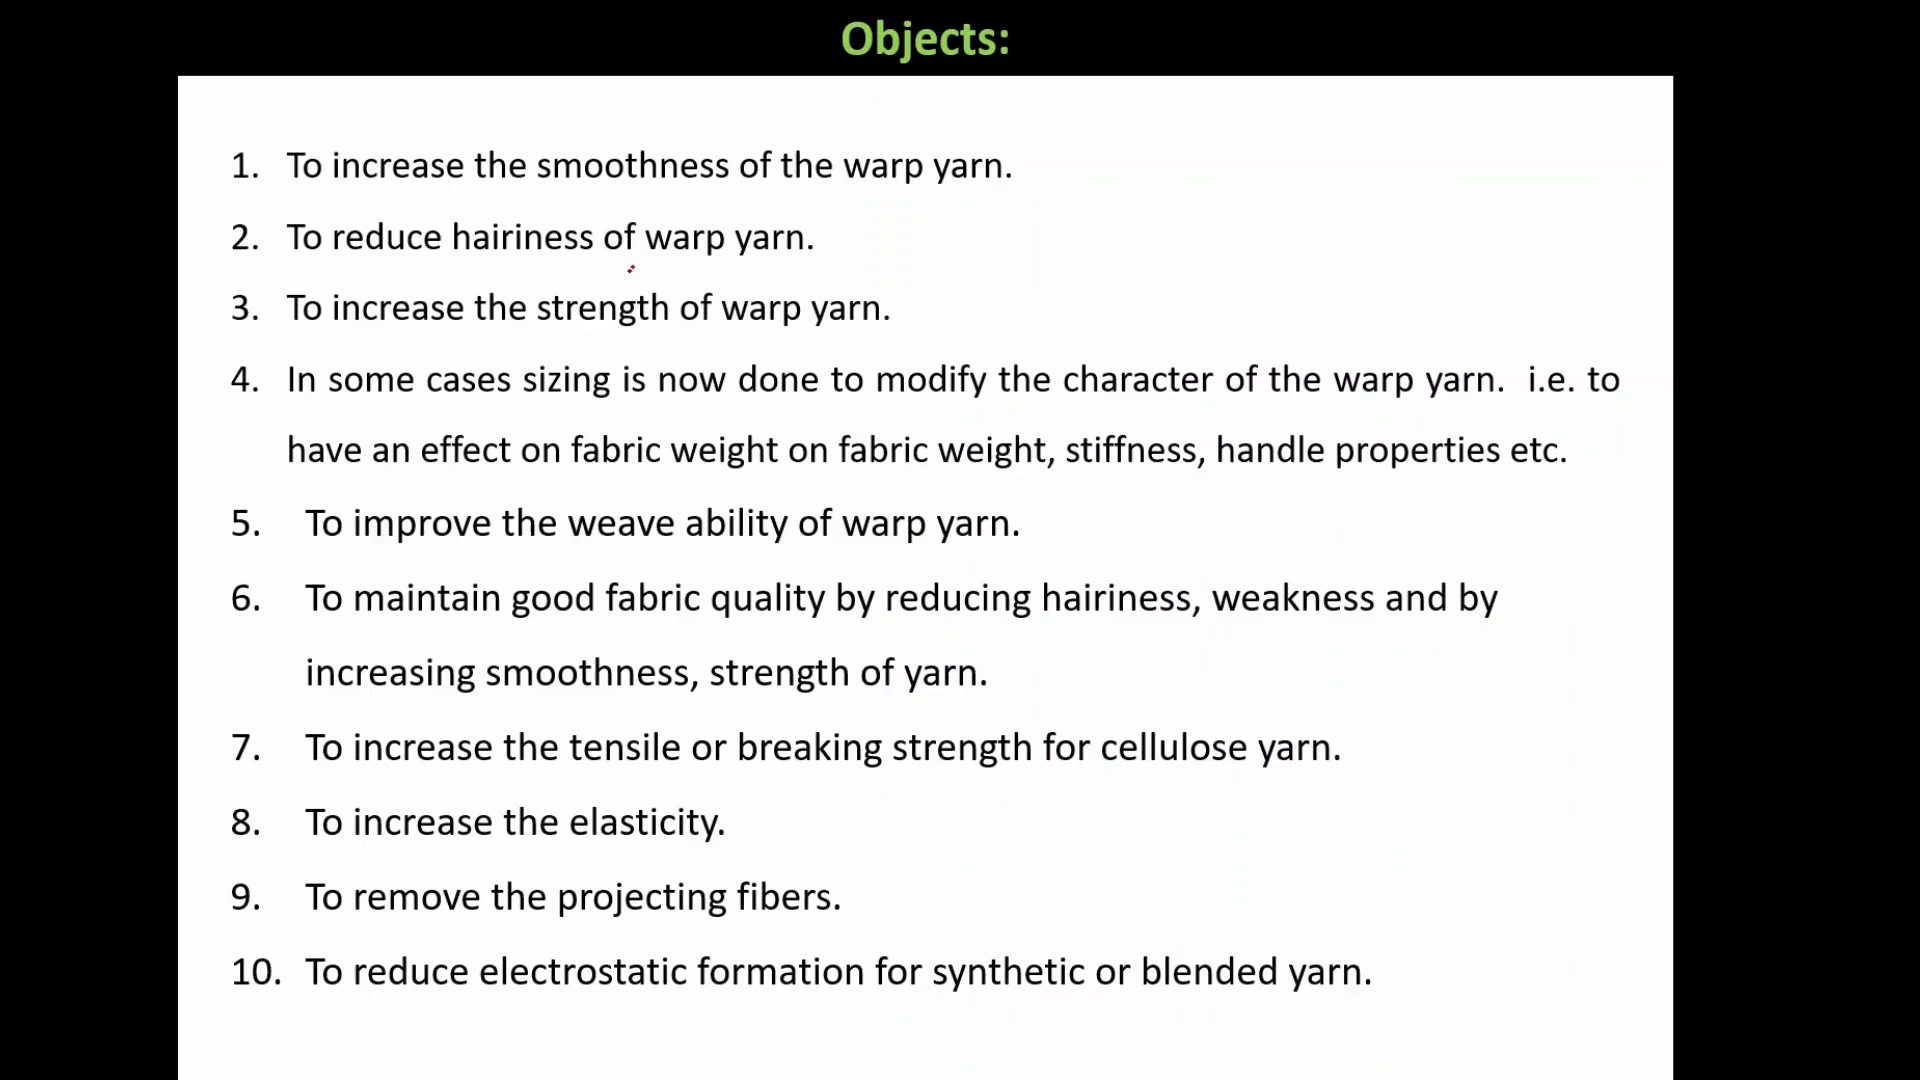 Objects:
1. To increase the smoothness of the warp yarn.
2. To reduce hairiness of warp yarn.
3. To increase the strength of warp yarn.
4. In some cases sizing is now done to modify the character of the warp yarn. i.e. to
have an effect on fabric weight on fabric weight, stiffness, handle properties etc.
5. To improve the weave ability of warp yarn.
6. To maintain good fabric quality by reducing hairiness, weakness and by
increasing smoothness, strength of yarn.
7. To increase the tensile or breaking strength for cellulose yarn.
8. To increase the elasticity.
9. To remove the projecting fibers.
10. To reduce electrostatic formation for synthetic or blended yarn.